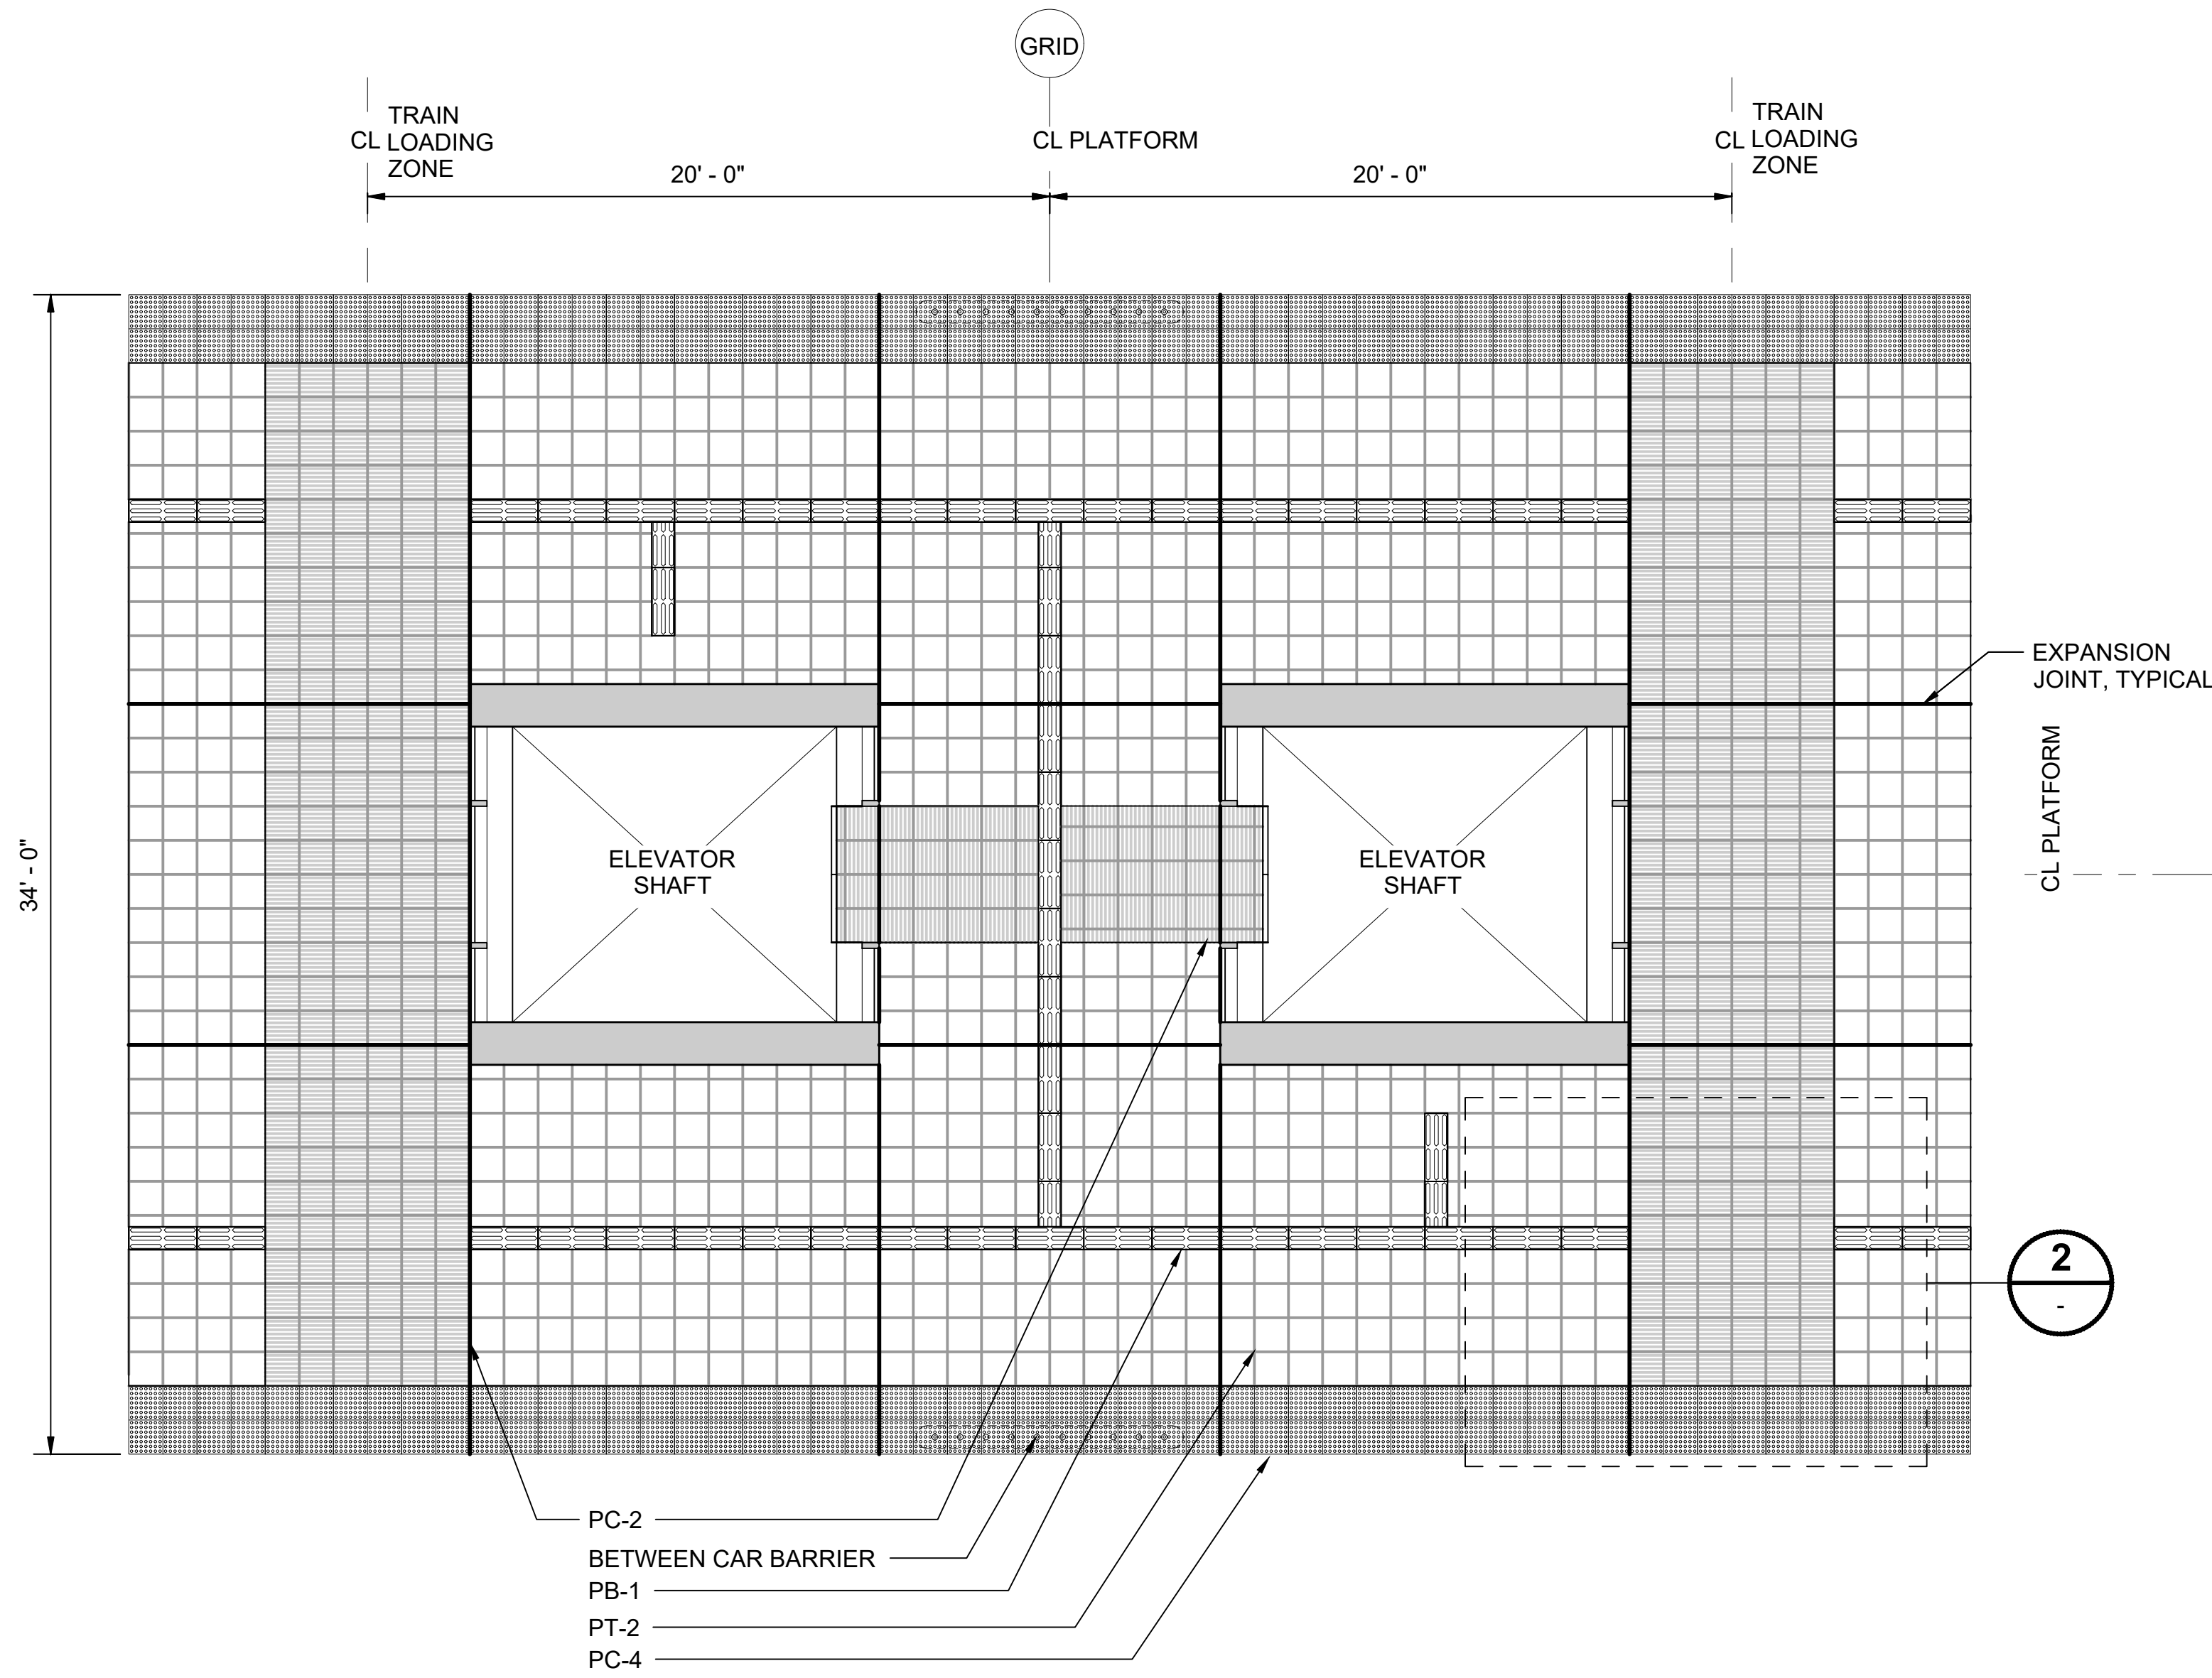 GRID
TRAIN
CL LOADING
ZONE
CL PLATFORM
TRAIN
CL LOADING
ZONE
20' - 0"
20' - 0"
EXPANSION
JOINT, TYPICAL
CL PLATFORM
34' - 0"
ELEVATOR
SHAFT
ELEVATOR
SHAFT
2
-
PC-2
BETWEEN CAR BARRIER
PB-1
PT-2
PC-4